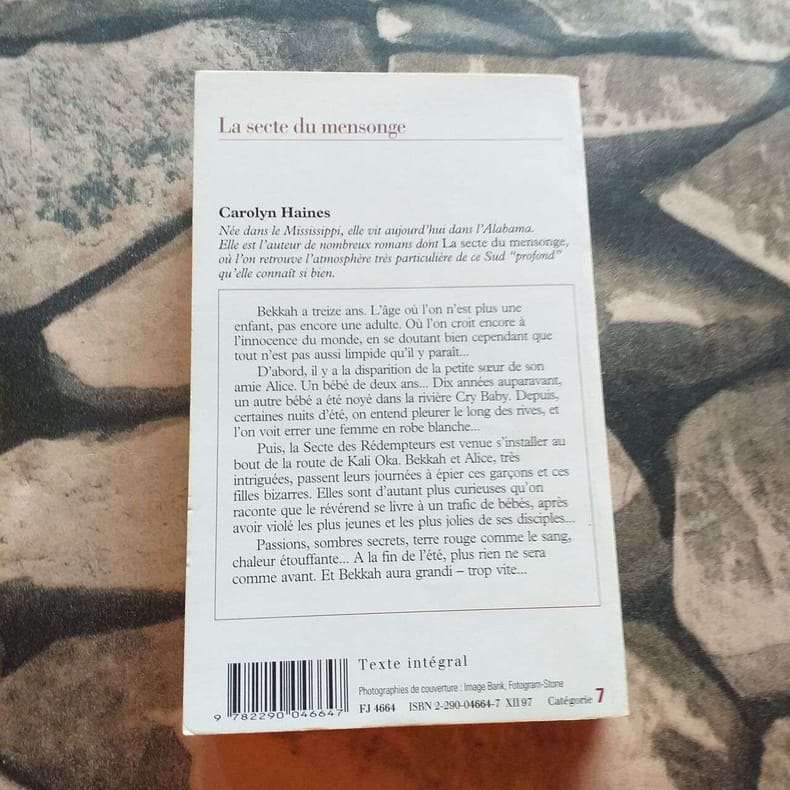 La secte du mensonge
Carolyn Haines
Née dans le Mississippi, elle vit aujourd'hui dans l'Alabama.
Elle est l'auteur de nombreux romans dont La secte du mensonge,
où l'on retrouve l'atmosphère très particulière de ce Sud "profond"
qu'elle connaît si bien.
Bekkah a treize ans. L'âge où l'on n'est plus une
enfant, pas encore une adulte. Où l'on croit encore à
l'innocence du monde, en se doutant bien cependant que
tout n'est pas aussi limpide qu'il y paraît...
D'abord, il y a la disparition de la petite sœur de son
amie Alice. Un bébé de deux ans... Dix années auparavant,
un autre bébé a été noyé dans la rivière Cry Baby. Depuis,
certaines nuits d'été, on entend pleurer le long des rives, et
l'on voit errer une femme en robe blanche...
Puis, la Secte des Rédempteurs est venue s'installer au
bout de la route de Kali Oka. Bekkah et Alice, très
intriguées, passent leurs journées à épier ces garçons et ces
filles bizarres. Elles sont d'autant plus curieuses qu'on
raconte que le révérend se livre à un trafic de bébés, après
avoir violé les plus jeunes et les plus jolies de ses disciples...
Passions, sombres secrets, terre rouge comme le sang,
chaleur étouffante... A la fin de l'été, plus rien ne sera
comme avant. Et Bekkah aura grandi – trop vite...
Texte intégral
Photographies de couverture : Image Bank, Fotogram-Stone
9 782290 046647
FJ 4664 ISBN 2-290-04664-7 XII 97 Catégorie 7